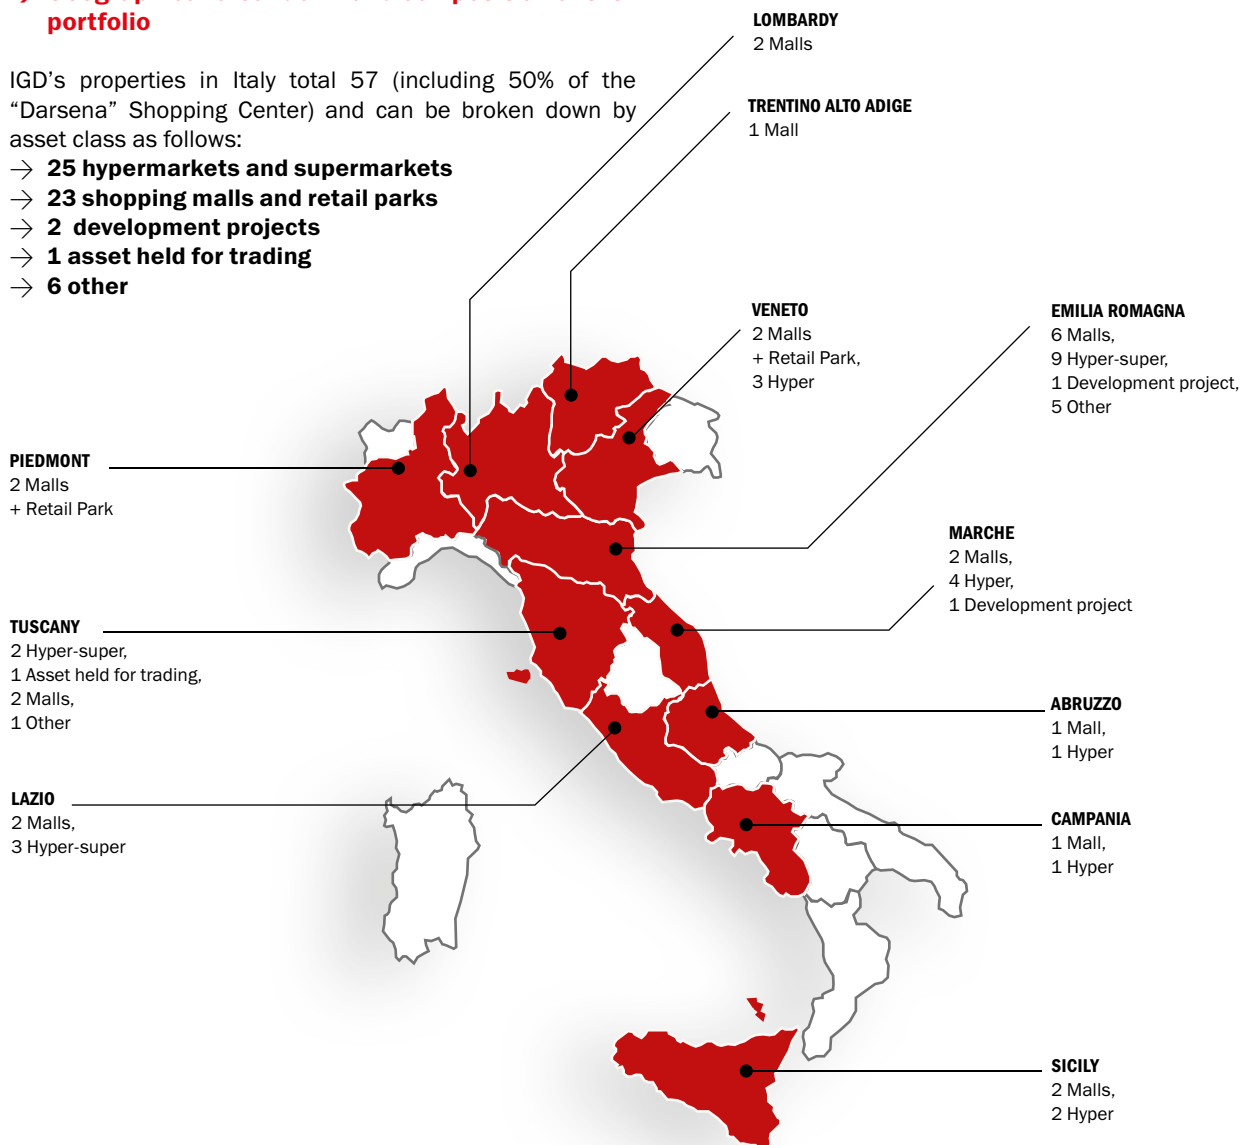 portfolio
IGD's properties in Italy total 57 (including 50% of the
“Darsena” Shopping Center) and can be broken down by
asset class as follows:
→ 25 hypermarkets and supermarkets
→ 23 shopping malls and retail parks
→ 2 development projects
→ 1 asset held for trading
→ 6 other
LOMBARDY
2 Malls
TRENTINO ALTO ADIGE
1 Mall
VENETO
2 Malls
+ Retail Park,
3 Hyper
EMILIA ROMAGNA
6 Malls,
9 Hyper-super,
1 Development project,
5 Other
PIEDMONT
2 Malls
+ Retail Park
MARCHE
2 Malls,
4 Hyper,
1 Development project
TUSCANY
2 Hyper-super,
1 Asset held for trading,
2 Malls,
1 Other
ABRUZZO
1 Mall,
1 Hyper
LAZIO
2 Malls,
3 Hyper-super
CAMPANIA
1 Mall,
1 Hyper
SICILY
2 Malls,
2 Hyper